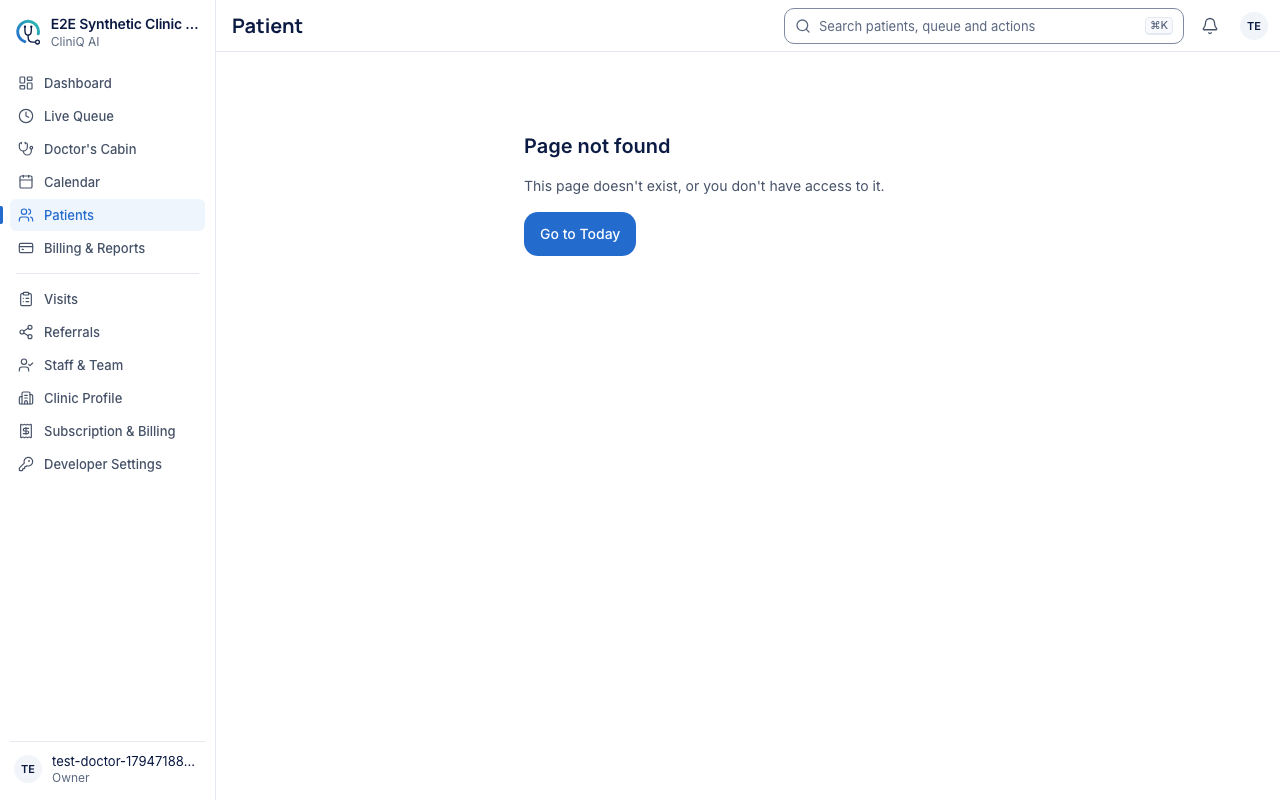 E2E Synthetic Clinic ...
CliniQ AI
Dashboard
Live Queue
Doctor's Cabin
Calendar
Patients
Billing & Reports
Visits
Referrals
Staff & Team
Clinic Profile
Subscription & Billing
Developer Settings
TE
test-doctor-17947188...
Owner
Patient
Search patients, queue and actions
⌘K
TE
Page not found
This page doesn't exist, or you don't have access to it.
Go to Today